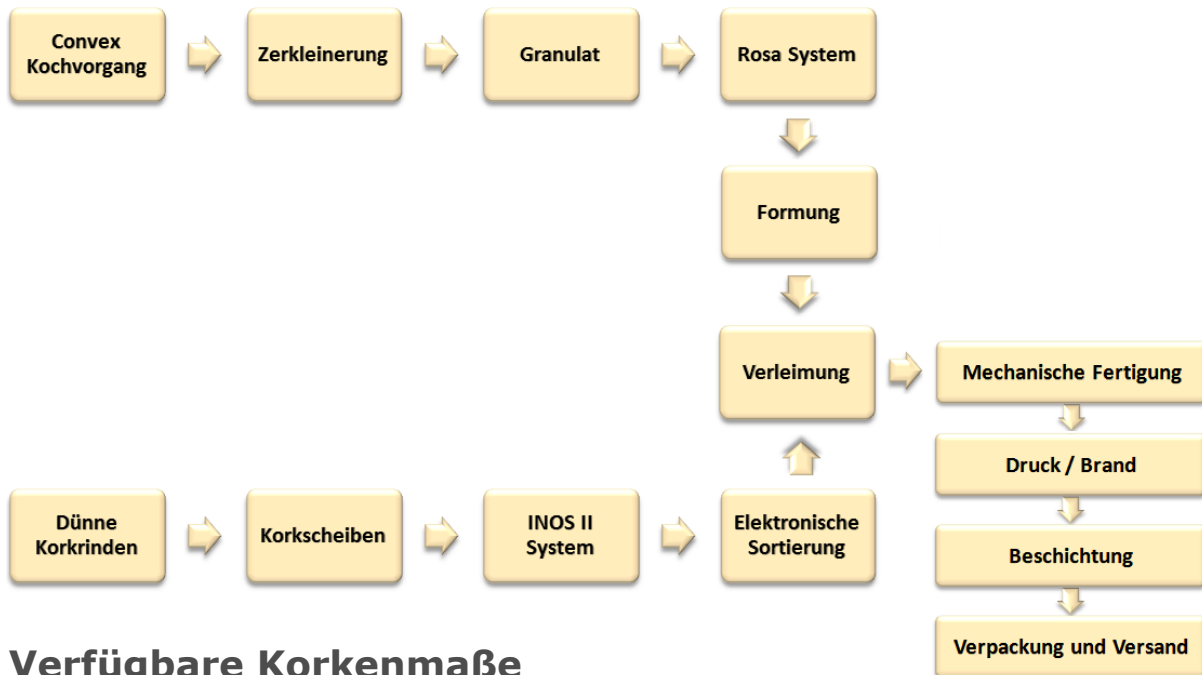 Convex
Kochvorgang
Zerkleinerung
Granulat
Rosa System
Formung
Verleimung
Mechanische Fertigung
Druck / Brand
Dünne
Korkrinden
Korkscheiben
INOS II
System
Elektronische
Sortierung
Beschichtung
Verpackung und Versand
Verfügbare Korkenmaße